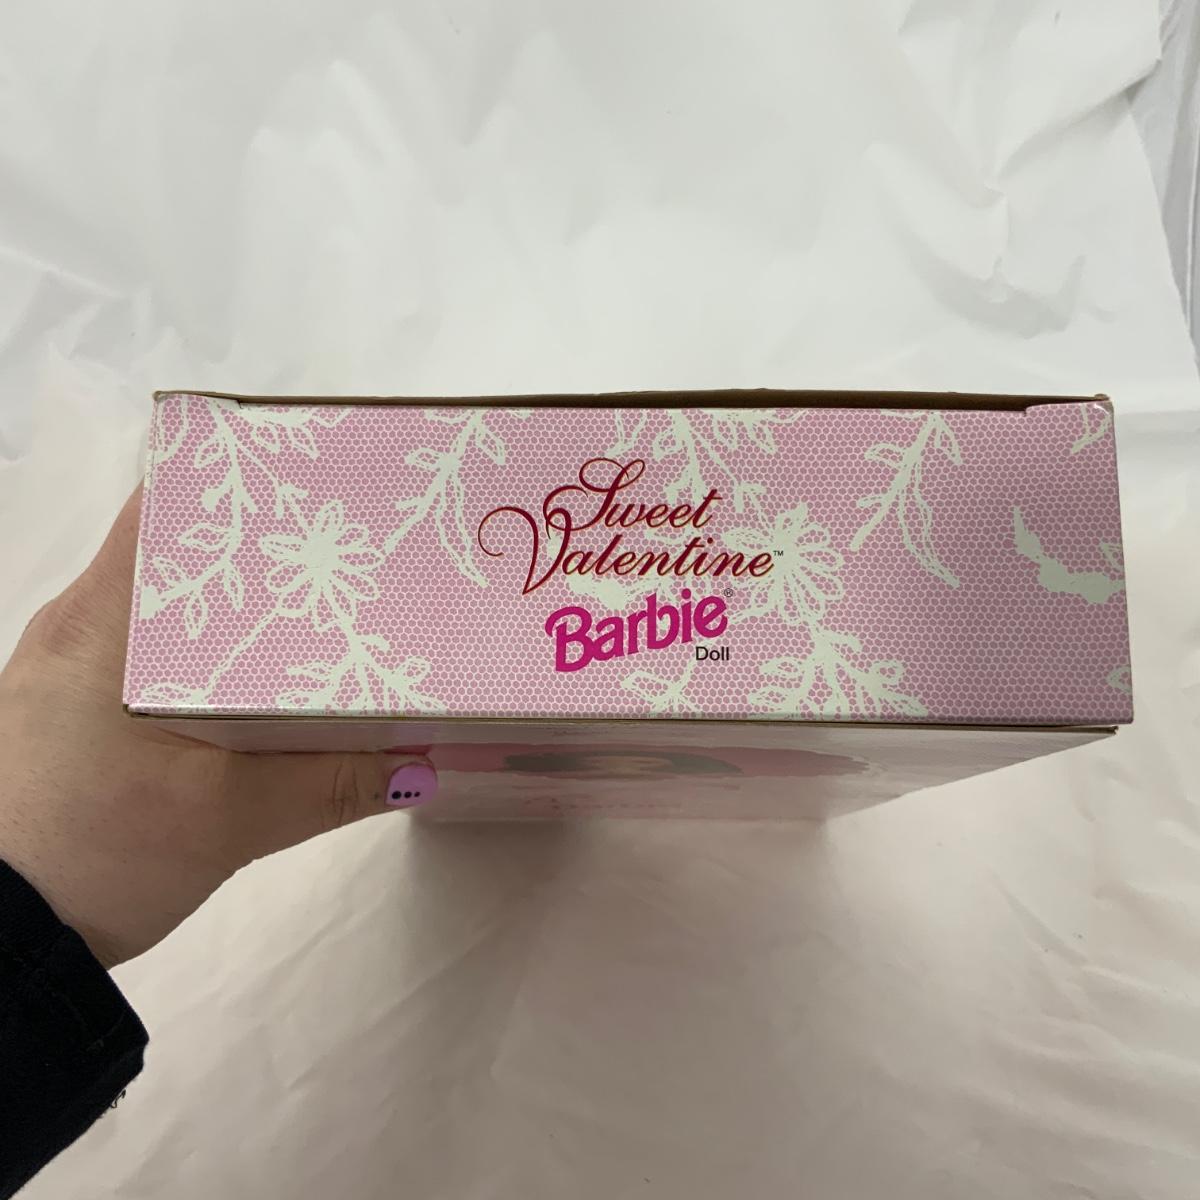 Sweet
Valentine™
Barbie®
Doll